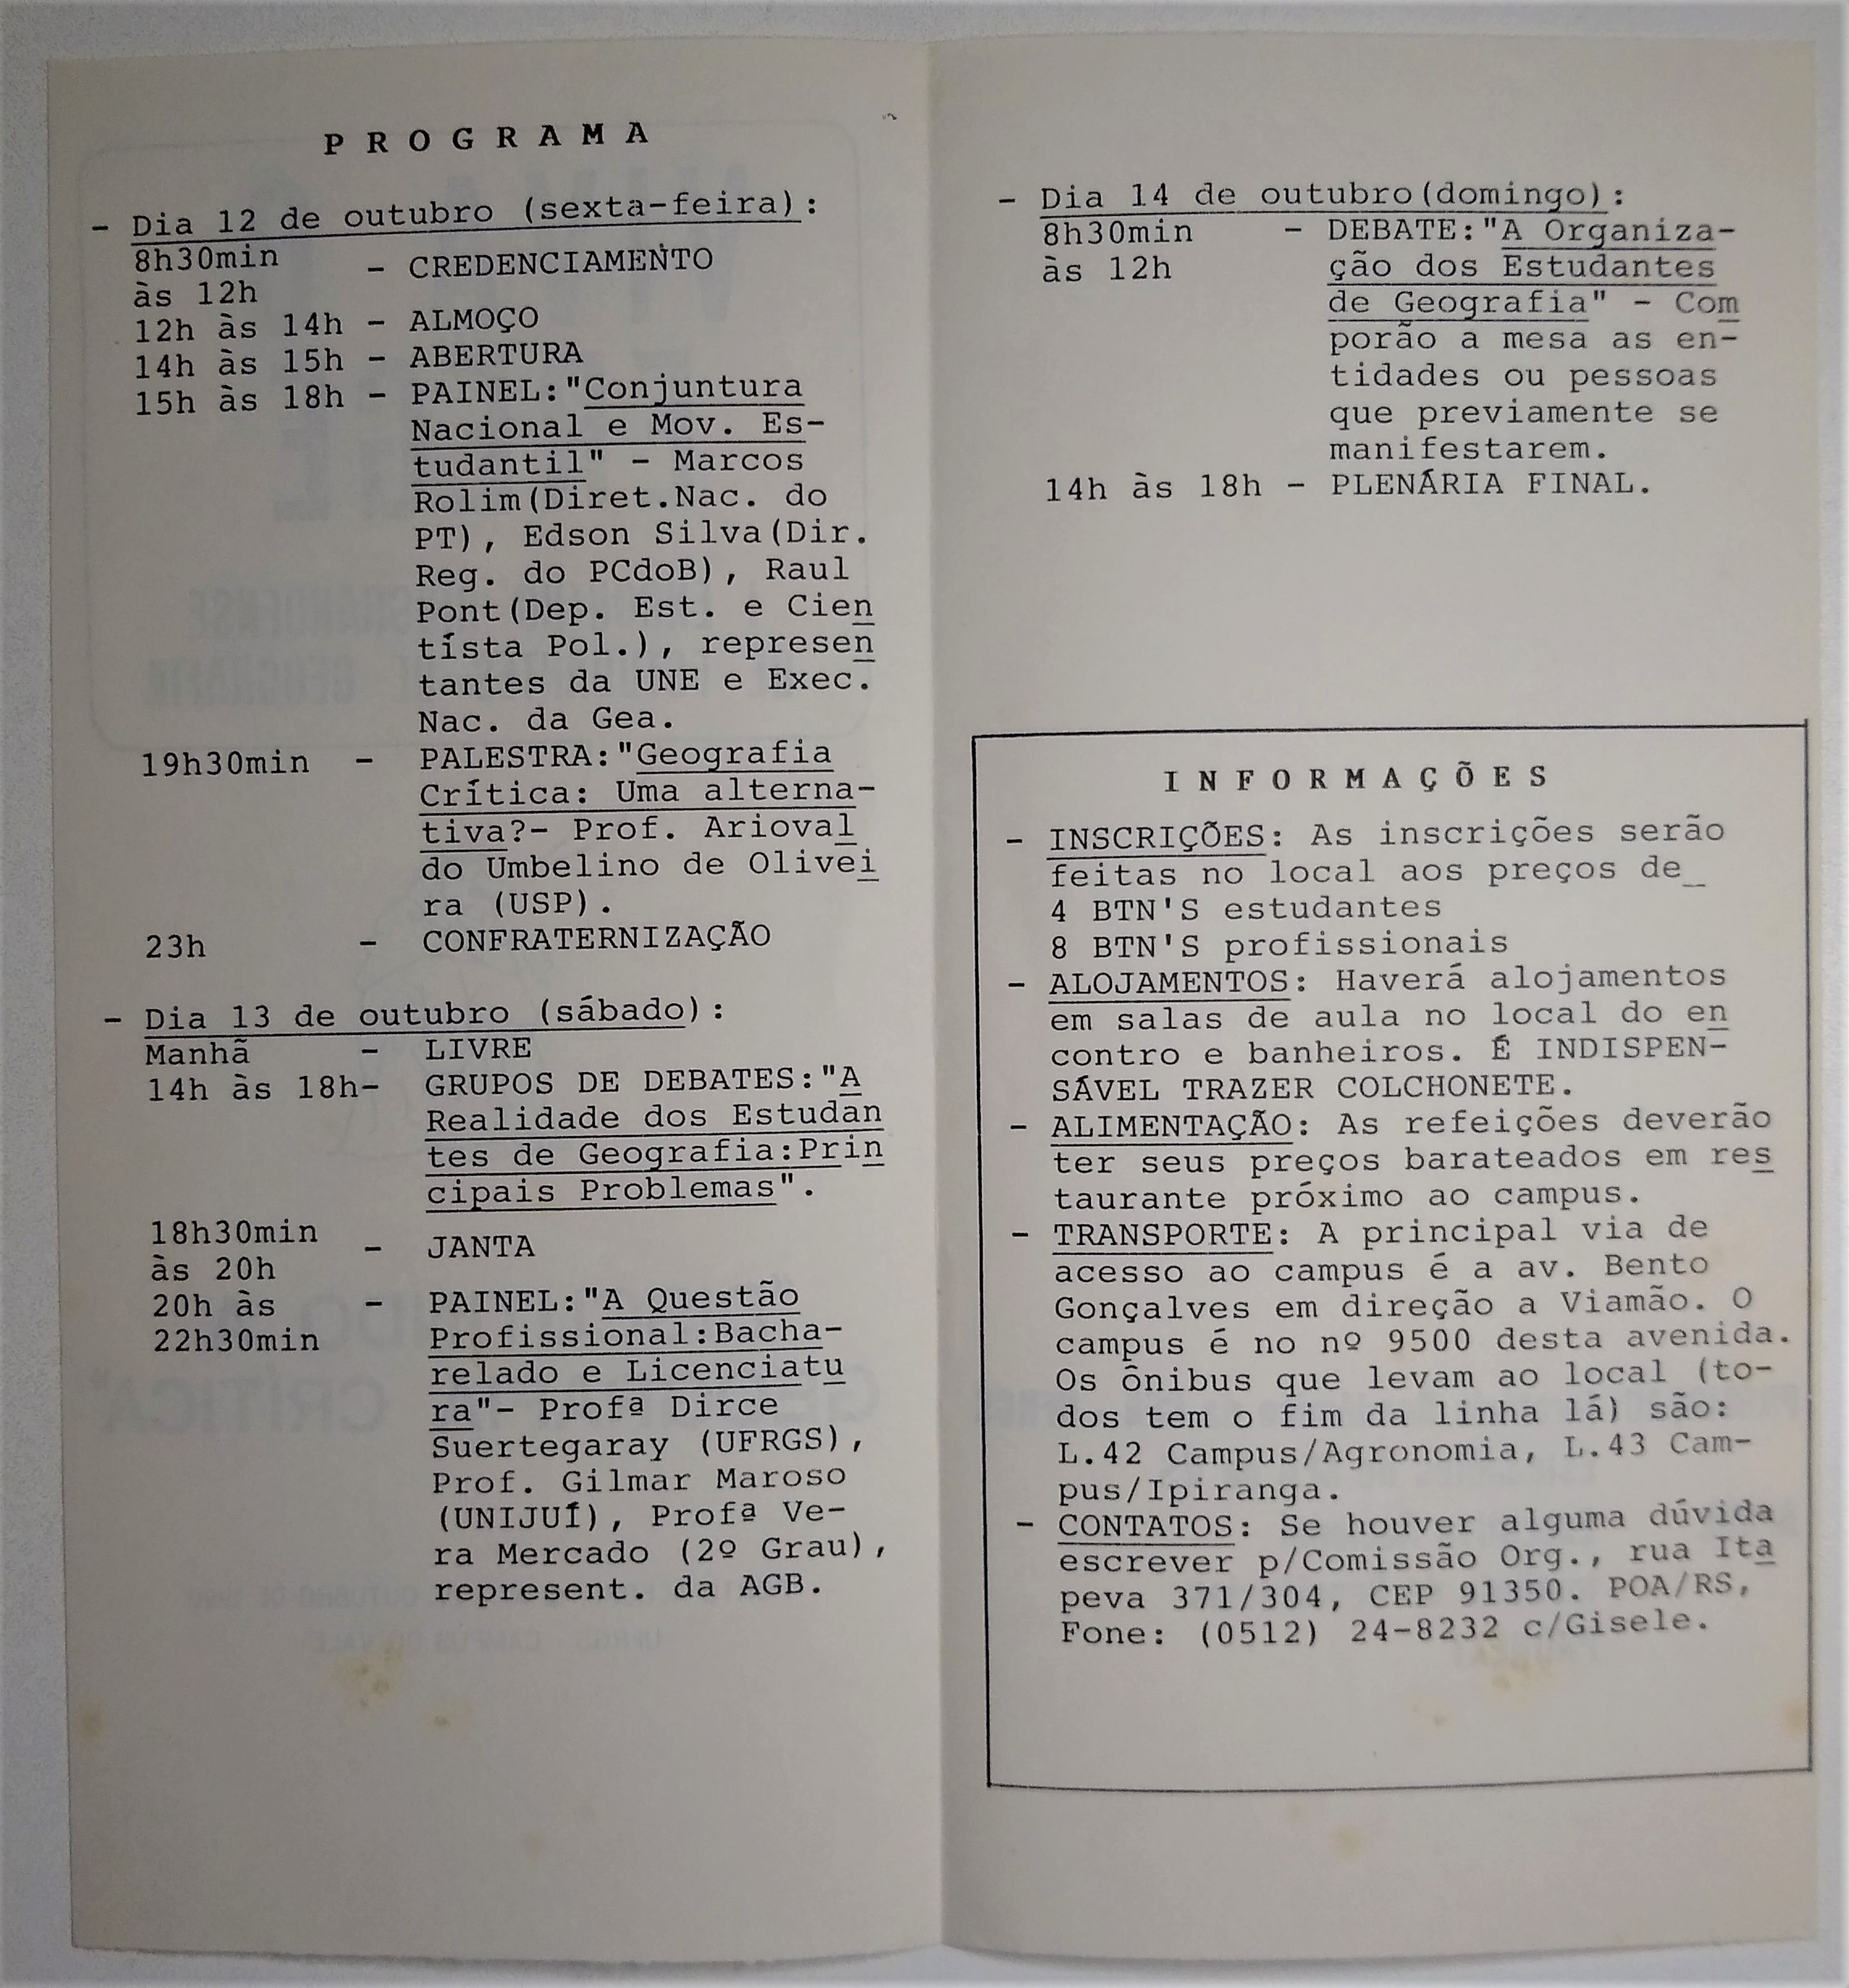 PROGRAMA
- Dia 12 de outubro (sexta-feira):
8h30min
às 12h - CREDENCIAMENTO
12h às 14h - ALMOÇO
14h às 15h - ABERTURA
15h às 18h - PAINEL:"Conjuntura
Nacional e Mov. Es-
tudantil" - Marcos
Rolim(Diret.Nac. do
PT), Edson Silva(Dir.
Reg. do PCdoB), Raul
Pont(Dep. Est. e Cien
tísta Pol.), represen
tantes da UNE e Exec.
Nac. da Gea.
19h30min - PALESTRA:"Geografia
Crítica: Uma alterna-
tiva?- Prof. Arioval
do Umbelino de Olivei
ra (USP).
23h - CONFRATERNIZAÇÃO
- Dia 13 de outubro (sábado):
Manhã - LIVRE
14h às 18h- GRUPOS DE DEBATES:"A
Realidade dos Estudan
tes de Geografia:Prin
cipais Problemas".
18h30min
às 20h - JANTA
20h às - PAINEL:"A Questão
22h30min Profissional:Bacha-
relado e Licenciatu
ra"- Profª Dirce
Suertegaray (UFRGS),
Prof. Gilmar Maroso
(UNIJUÍ), Profª Ve-
ra Mercado (2º Grau),
represent. da AGB.
- Dia 14 de outubro(domingo):
8h30min - DEBATE:"A Organiza-
às 12h ção dos Estudantes
de Geografia" - Com
porão a mesa as en-
tidades ou pessoas
que previamente se
manifestarem.
14h às 18h - PLENÁRIA FINAL.
INFORMAÇÕES
- INSCRIÇÕES: As inscrições serão
feitas no local aos preços de_
4 BTN'S estudantes
8 BTN'S profissionais
- ALOJAMENTOS: Haverá alojamentos
em salas de aula no local do en
contro e banheiros. É INDISPEN-
SÁVEL TRAZER COLCHONETE.
- ALIMENTAÇÃO: As refeições deverão
ter seus preços barateados em res
taurante próximo ao campus.
- TRANSPORTE: A principal via de
acesso ao campus é a av. Bento
Gonçalves em direção a Viamão. O
campus é no nº 9500 desta avenida.
Os ônibus que levam ao local (to-
dos tem o fim da linha lá) são:
L.42 Campus/Agronomia, L.43 Cam-
pus/Ipiranga.
- CONTATOS: Se houver alguma dúvida
escrever p/Comissão Org., rua Ita
peva 371/304, CEP 91350. POA/RS,
Fone: (0512) 24-8232 c/Gisele.